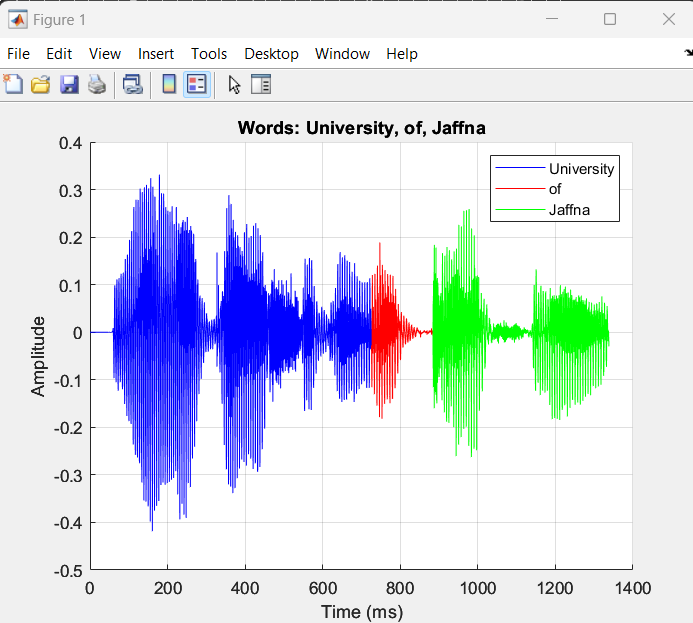 Figure 1
File Edit View Insert Tools Desktop Window Help
Words: University, of, Jaffna
0.4
0.3
0.2
0.1
0
-0.1
-0.2
-0.3
-0.4
-0.5
Amplitude
University
of
Jaffna
0 200 400 600 800 1000 1200 1400
Time (ms)